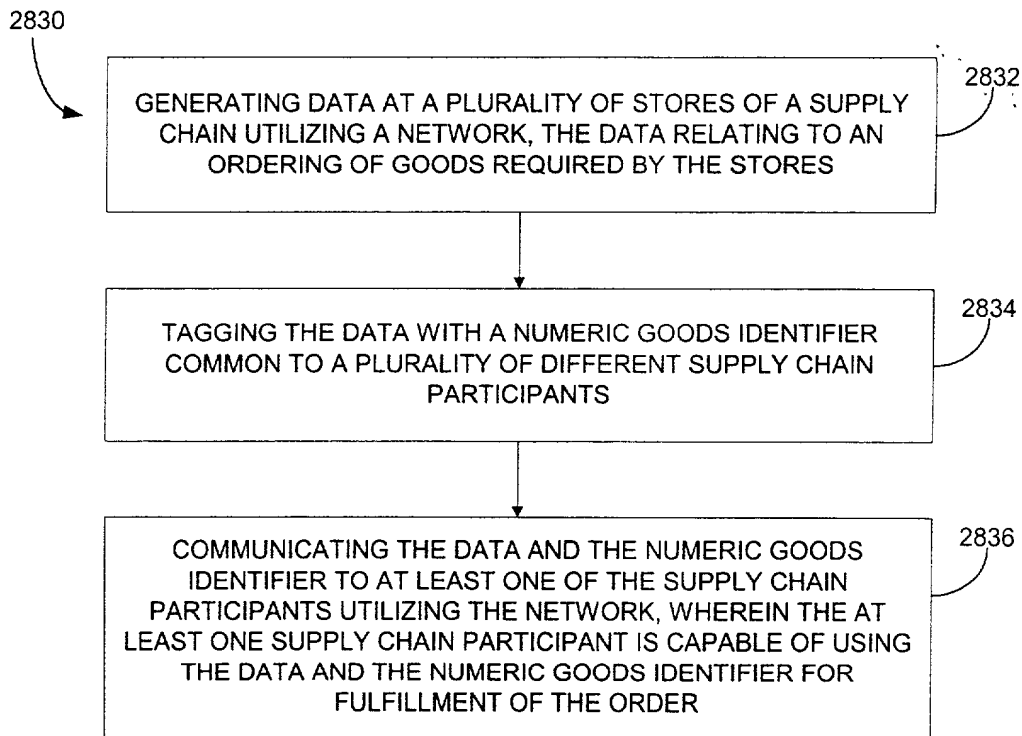 2830
2832
GENERATING DATA AT A PLURALITY OF STORES OF A SUPPLY
CHAIN UTILIZING A NETWORK, THE DATA RELATING TO AN
ORDERING OF GOODS REQUIRED BY THE STORES
2834
TAGGING THE DATA WITH A NUMERIC GOODS IDENTIFIER
COMMON TO A PLURALITY OF DIFFERENT SUPPLY CHAIN
PARTICIPANTS
2836
COMMUNICATING THE DATA AND THE NUMERIC GOODS
IDENTIFIER TO AT LEAST ONE OF THE SUPPLY CHAIN
PARTICIPANTS UTILIZING THE NETWORK, WHEREIN THE AT
LEAST ONE SUPPLY CHAIN PARTICIPANT IS CAPABLE OF USING
THE DATA AND THE NUMERIC GOODS IDENTIFIER FOR
FULFILLMENT OF THE ORDER